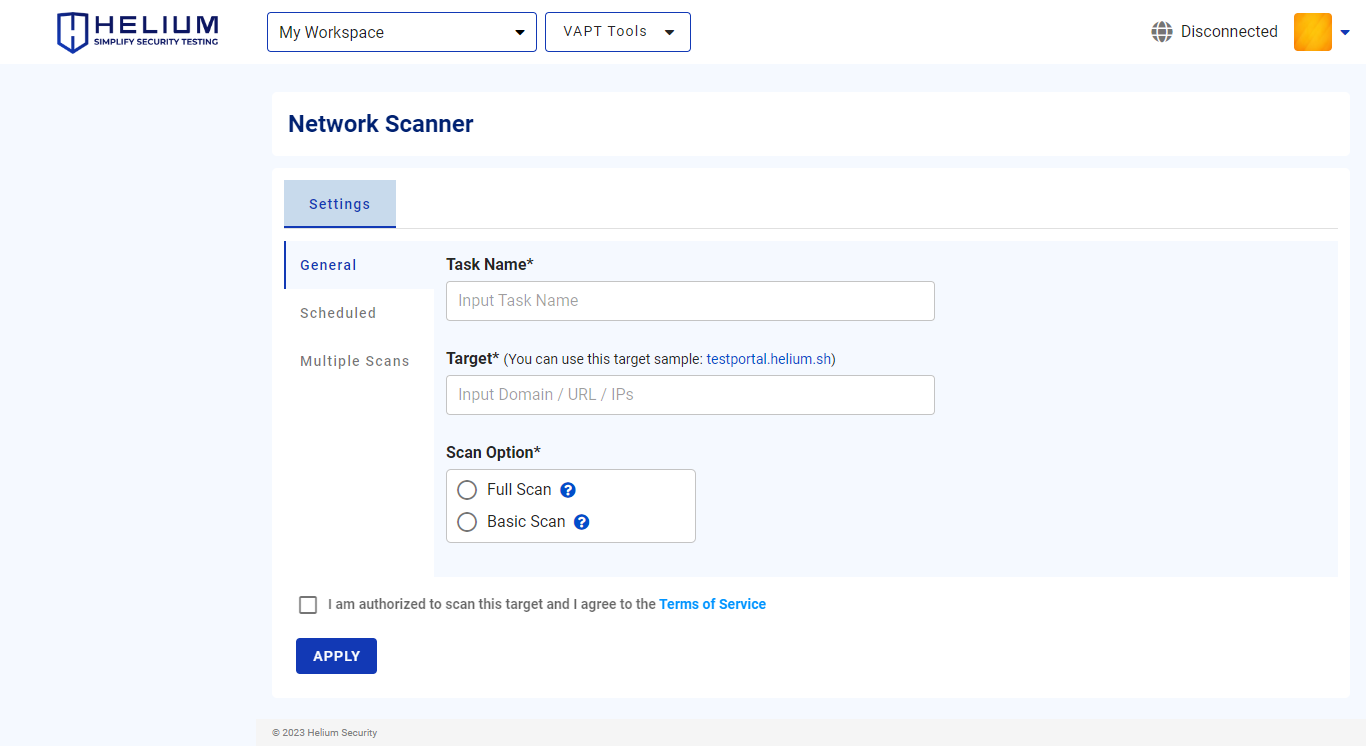 HELIUM
SIMPLIFY SECURITY TESTING
My Workspace
VAPT Tools
Disconnected
Network Scanner
Settings
General
Scheduled
Multiple Scans
Task Name*
Input Task Name
Target* (You can use this target sample: testportal.helium.sh)
Input Domain / URL / IPs
Scan Option*
Full Scan ?
Basic Scan ?
I am authorized to scan this target and I agree to the Terms of Service
APPLY
© 2023 Helium Security